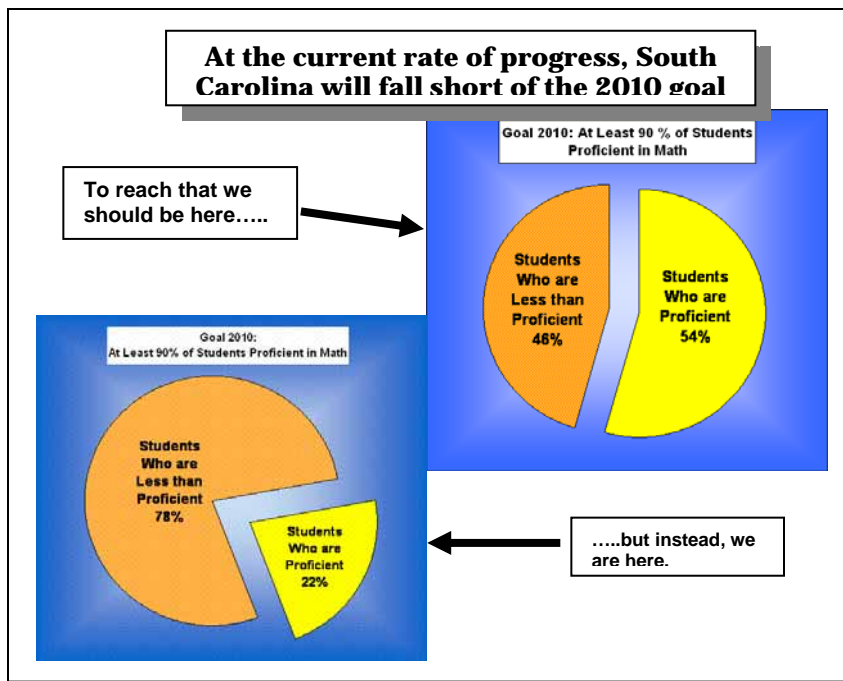 At the current rate of progress, South
Carolina will fall short of the 2010 goal
Goal 2010: At Least 90 % of Students
Proficient in Math
To reach that we
should be here…..
Students
Who are
Less than
Proficient
46%
Students
Who are
Proficient
54%
Goal 2010:
At Least 90% of Students Proficient in Math
Students
Who are
Less than
Proficient
78%
Students
Who are
Proficient
22%
…..but instead, we
are here.